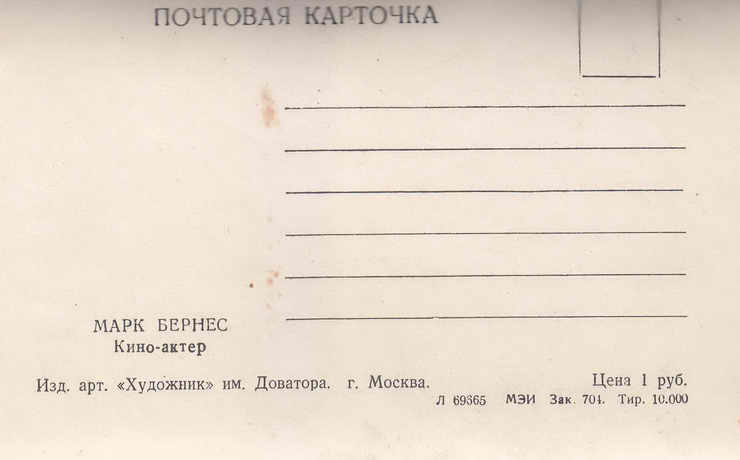 ПОЧТОВАЯ КАРТОЧКА
МАРК БЕРНЕС
Кино-актер
Изд. арт. «Художник» им. Доватора. г. Москва.
Цена 1 руб.
Л 69365 МЭИ Зак. 704. Тир. 10.000